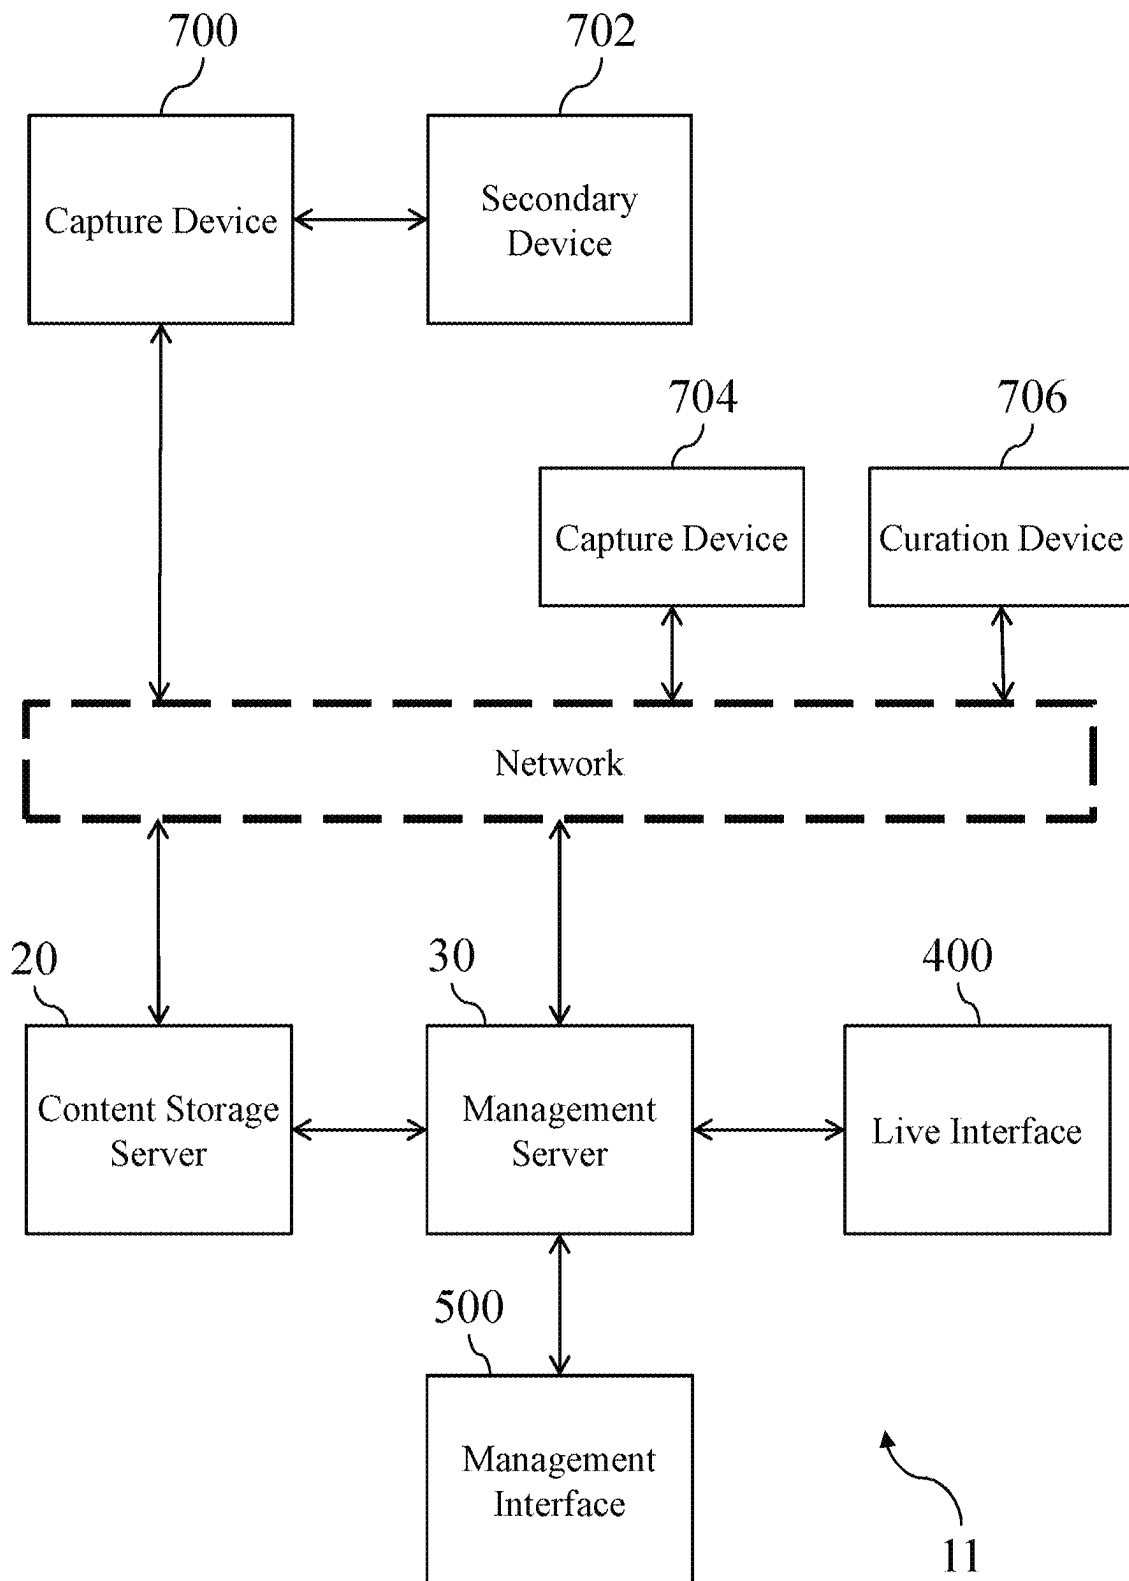 700
702
Capture Device
Secondary
Device
704
706
Capture Device
Curation Device
Network
20
30
400
Content Storage
Server
Management
Server
Live Interface
500
Management
Interface
11